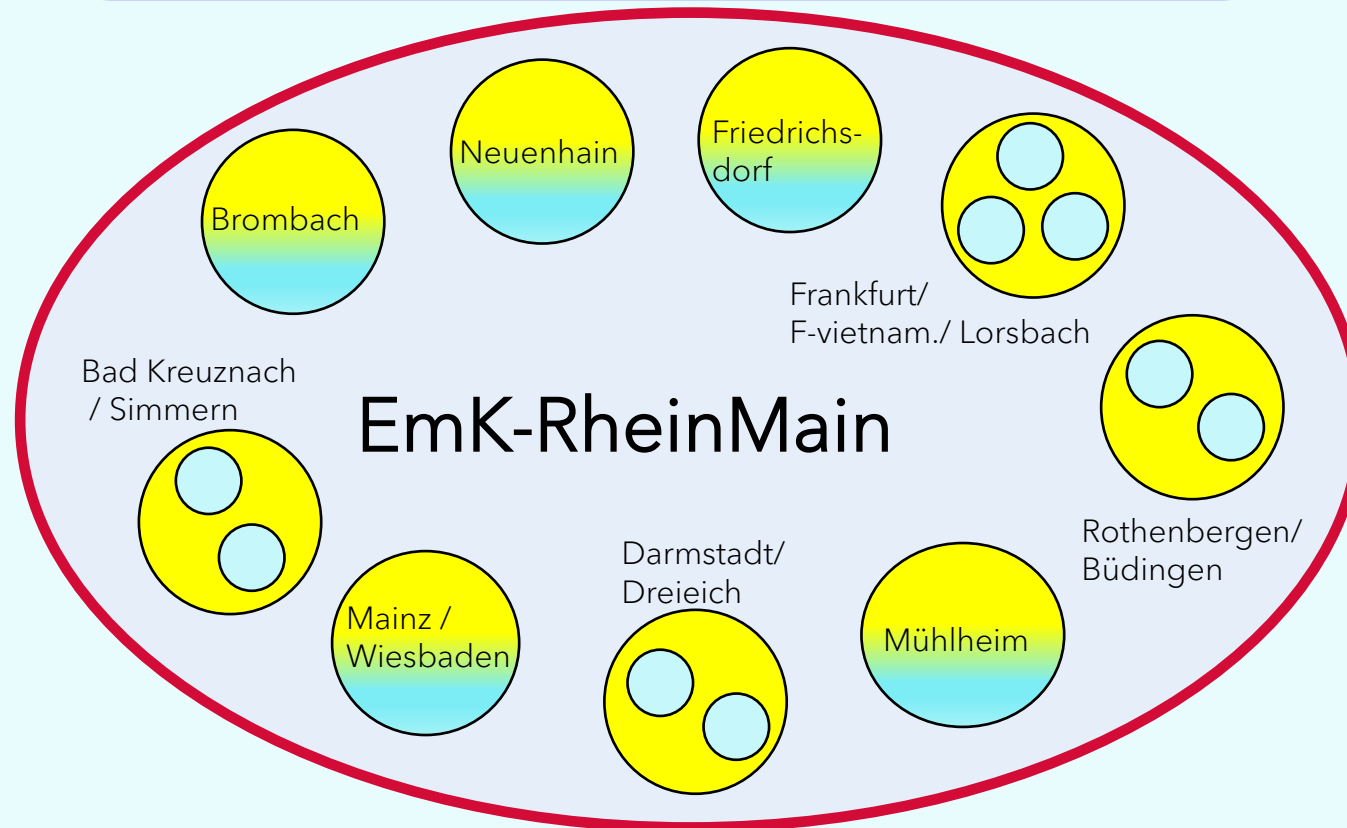 Neuenhain
Friedrichs-
dorf
Brombach
Frankfurt/
F-vietnam./ Lorsbach
Bad Kreuznach
/ Simmern
EmK-RheinMain
Rothenbergen/
Büdingen
Darmstadt/
Dreieich
Mainz /
Wiesbaden
Mühlheim